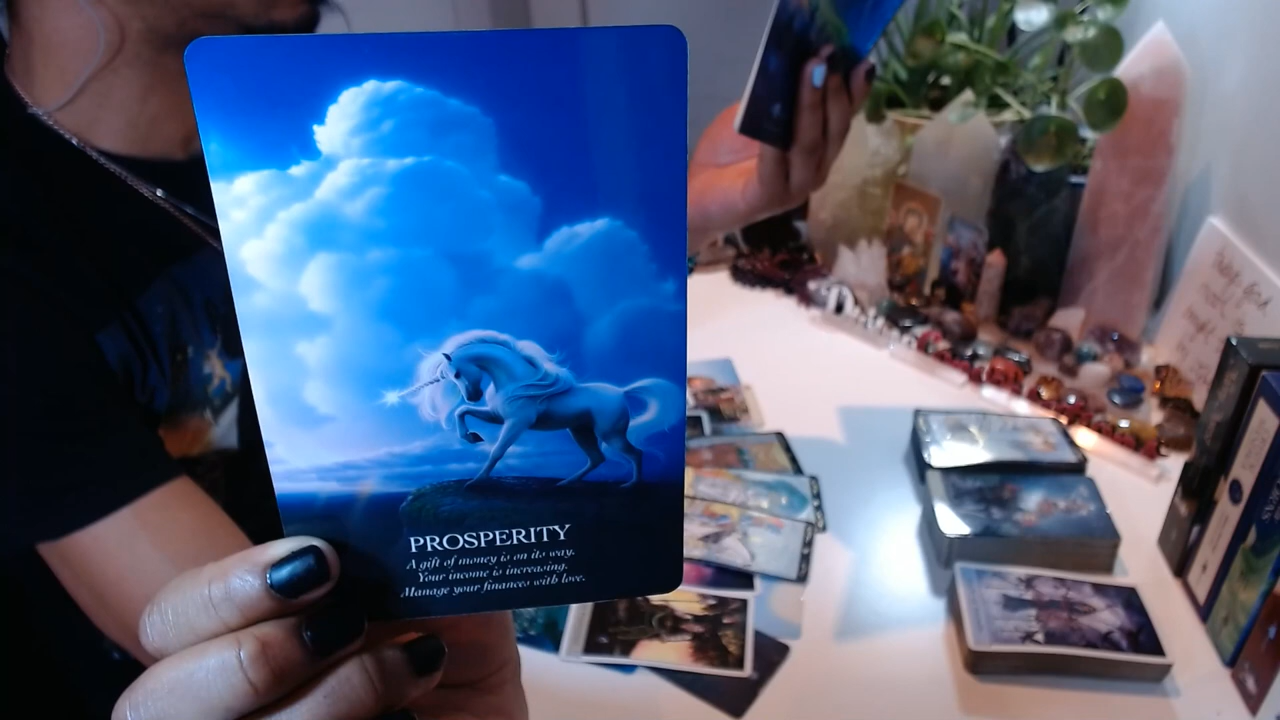 PROSPERITY
A gift of money is on its way.
Your income is increasing.
Manage your finances with love.